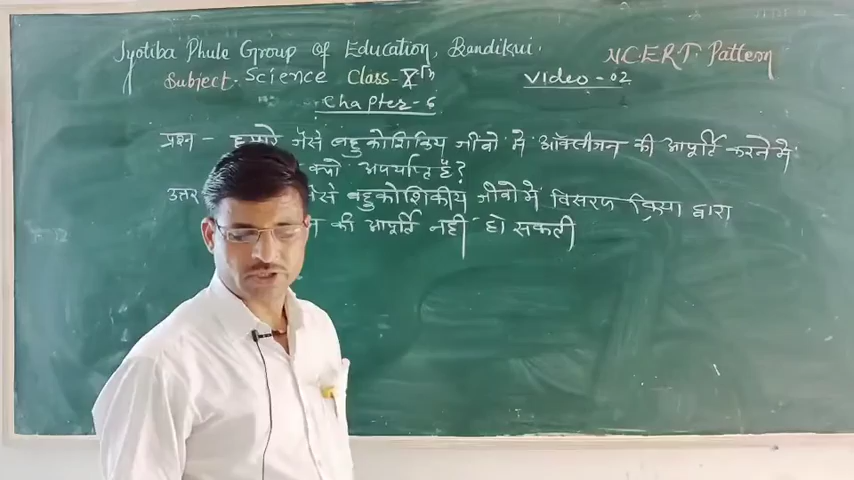 Jyotiba Phule Group of Education, Bandikui.
N.C.E.R.T. Pattern
Subject - Science Class - Xth
Video - 02
Chapter - 6
प्रश्न - हमारे जैसे बहुकोशिकिय जीवो में ऑक्सीजन की आपूर्ति करने में
क्यो अपर्याप्त है?
उत्तर जैसे बहुकोशिकीय जीवो में विसरण क्रिया द्वारा
की आपूर्ति नही हो सकती